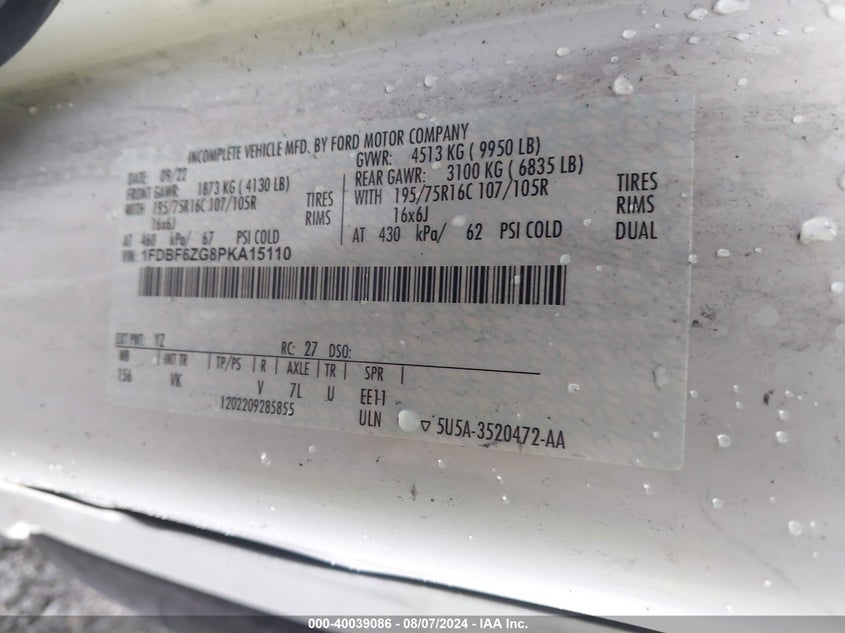 INCOMPLETE VEHICLE MFD. BY FORD MOTOR COMPANY
DATE: 09/22 GVWR: 4513 KG ( 9950 LB)
FRONT GAWR: 1873 KG ( 4130 LB) REAR GAWR: 3100 KG ( 6835 LB)
WITH 195/75R16C 107/105R TIRES WITH 195/75R16C 107/105R TIRES
16x6J RIMS 16x6J RIMS
AT 460 kPa/ 67 PSI COLD AT 430 kPa/ 62 PSI COLD DUAL
VIN: 1FDBF6ZG8PKA15110
EXT PNT: YZ RC: 27 DSO:
WB INT TR TP/PS R AXLE TR SPR
156 VK V 7L U EE11
1202209285855 ULN ▽ 5U5A-3520472-AA
000-40039086 - 08/07/2024 - IAA Inc.